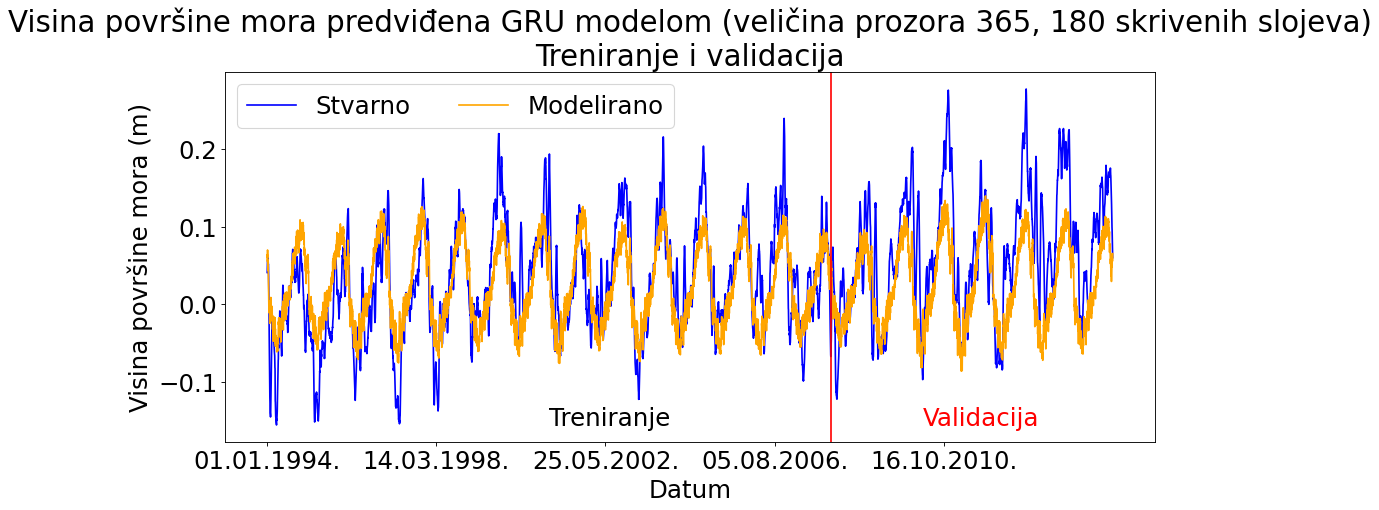 Visina površine mora predviđena GRU modelom (veličina prozora 365, 180 skrivenih slojeva)
Treniranje i validacija
Stvarno
Modelirano
Visina površine mora (m)
0.2
0.1
0.0
−0.1
Treniranje
Validacija
01.01.1994.
14.03.1998.
25.05.2002.
05.08.2006.
16.10.2010.
Datum